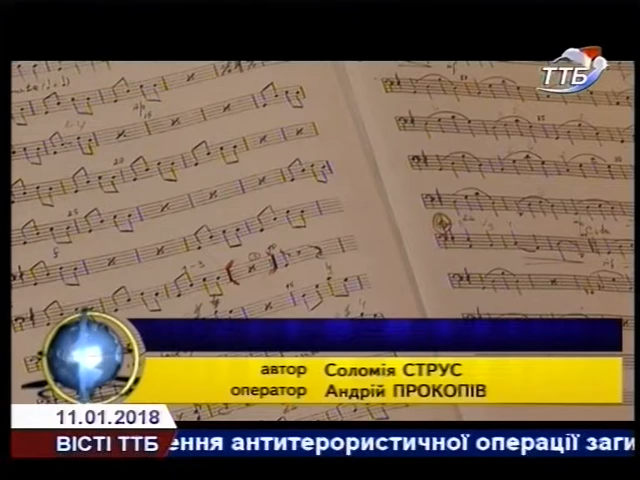 ТТБ
автор Соломія СТРУС
оператор Андрій ПРОКОПІВ
11.01.2018
ВІСТІ ТТБ ення антитерористичної операції заги